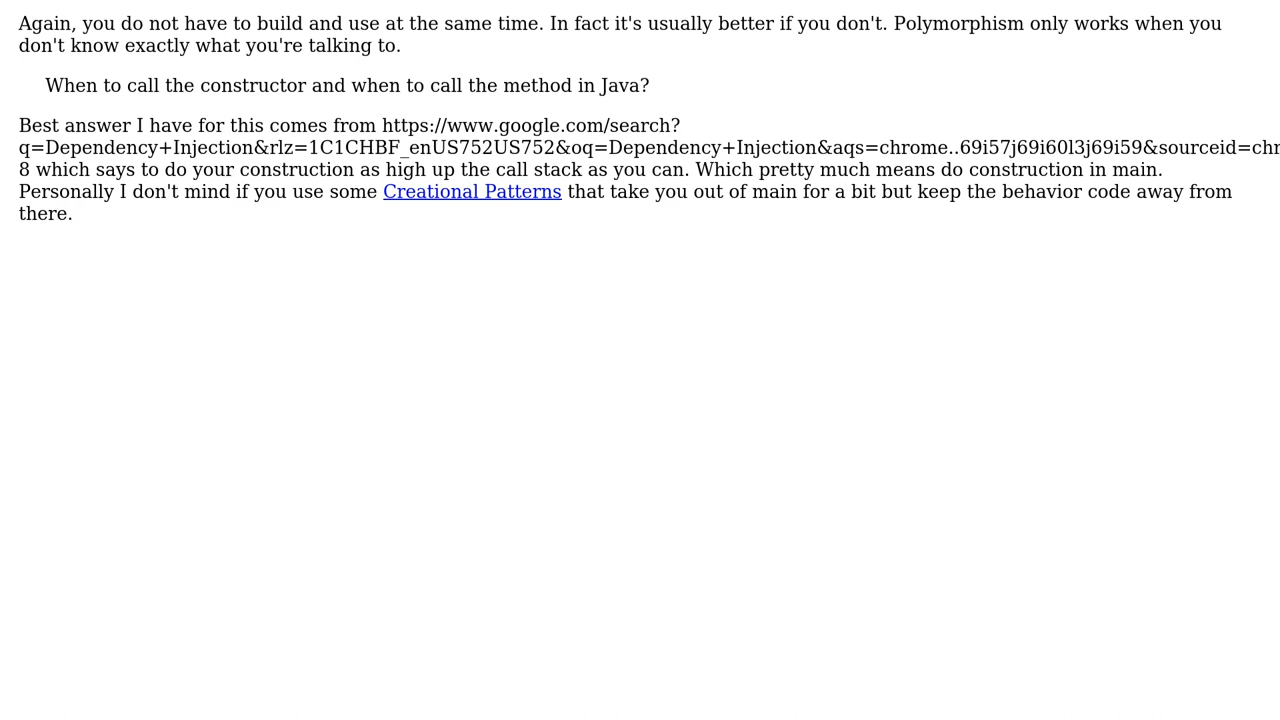 Again, you do not have to build and use at the same time. In fact it's usually better if you don't. Polymorphism only works when you
don't know exactly what you're talking to.
When to call the constructor and when to call the method in Java?
Best answer I have for this comes from https://www.google.com/search?
q=Dependency+Injection&rlz=1C1CHBF_enUS752US752&oq=Dependency+Injection&aqs=chrome..69i57j69i60l3j69i59&sourceid=chr
8 which says to do your construction as high up the call stack as you can. Which pretty much means do construction in main.
Personally I don't mind if you use some Creational Patterns that take you out of main for a bit but keep the behavior code away from
there.